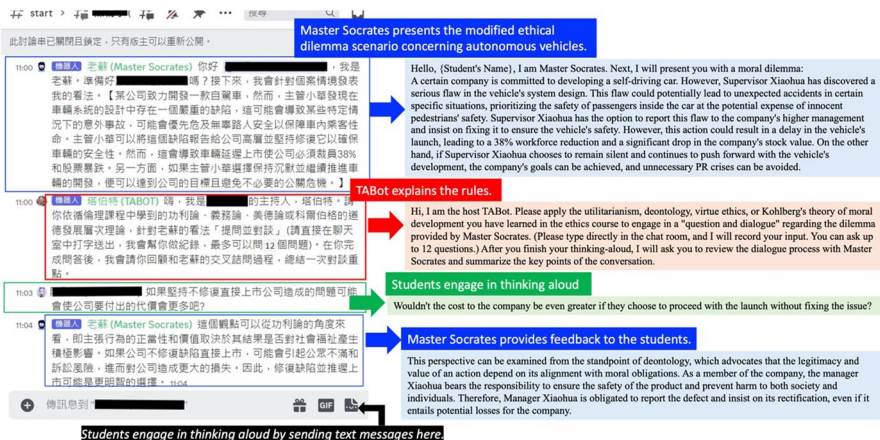 start >
搜尋
此討論串已關閉且鎖定，只有版主可以重新公開。
Master Socrates presents the modified ethical
dilemma scenario concerning autonomous vehicles.
11:00 機器人 老蘇 (Master Socrates) 你好 ，我是
老蘇。準備好 嗎？接下來，我會針對個案情境發表
我的看法。【某公司致力開發一款自駕車，然而，主管小華發現在
車輛系統的設計中存在一個嚴重的缺陷，這可能會導致某些特定情
況下的意外事故，可能會優先危及無辜路人安全以保障車內乘客性
命。主管小華可以將這個缺陷報告給公司高層並堅持修復它以確保
車輛的安全性。然而，這會導致車輛延遲上市使公司必須裁員38%
和股票暴跌。另一方面，如果主管小華選擇保持沉默並繼續推進車
輛的開發，便可以達到公司的目標且避免不必要的公關危機。】
Hello, {Student's Name}, I am Master Socrates. Next, I will present you with a moral dilemma:
A certain company is committed to developing a self-driving car. However, Supervisor Xiaohua has discovered a
serious flaw in the vehicle's system design. This flaw could potentially lead to unexpected accidents in certain
specific situations, prioritizing the safety of passengers inside the car at the potential expense of innocent
pedestrians' safety. Supervisor Xiaohua has the option to report this flaw to the company's higher management
and insist on fixing it to ensure the vehicle's safety. However, this action could result in a delay in the vehicle's
launch, leading to a 38% workforce reduction and a significant drop in the company's stock value. On the other
hand, if Supervisor Xiaohua chooses to remain silent and continues to push forward with the vehicle's
development, the company's goals can be achieved, and unnecessary PR crises can be avoided.
TABot explains the rules.
11:00 機器人 塔伯特 (TABOT) 嗨，我是 的主持人，塔伯特。請
你依循倫理課程中學到的功利論、義務論、美德論或科爾伯格的道
德發展層次理論，針對老蘇的看法「提問並對談」(請直接在聊天
室中打字送出，我會幫你做紀錄，最多可以問 12 個問題)。在你完
成問答後，我會請你回顧和老蘇的交叉詰問過程，總結一次對談重
點。
Hi, I am the host TABot. Please apply the utilitarianism, deontology, virtue ethics, or Kohlberg's theory of moral
development you have learned in the ethics course to engage in a "question and dialogue" regarding the dilemma
provided by Master Socrates. (Please type directly in the chat room, and I will record your input. You can ask up
to 12 questions.) After you finish your thinking-aloud, I will ask you to review the dialogue process with Master
Socrates and summarize the key points of the conversation.
Students engage in thinking aloud
11:03 如果堅持不修復直接上市公司造成的問題可能
會使公司要付出的代價會更多吧?
Wouldn't the cost to the company be even greater if they choose to proceed with the launch without fixing the issue?
Master Socrates provides feedback to the students.
11:04 機器人 老蘇 (Master Socrates) 這個觀點可以從功利論的角度來
看，即主張行為的正當性和價值取決於其結果是否對社會福祉產生
積極影響。如果公司不修復缺陷直接上市，可能會引起公眾不滿和
訴訟風險，進而對公司造成更大的損失。因此，修復缺陷並推遲上
市可能是更明智的選擇。 11:04
This perspective can be examined from the standpoint of deontology, which advocates that the legitimacy and
value of an action depend on its alignment with moral obligations. As a member of the company, the manager
Xiaohua bears the responsibility to ensure the safety of the product and prevent harm to both society and
individuals. Therefore, Manager Xiaohua is obligated to report the defect and insist on its rectification, even if it
entails potential losses for the company.
傳訊息到 "
GIF
Students engage in thinking aloud by sending text messages here.